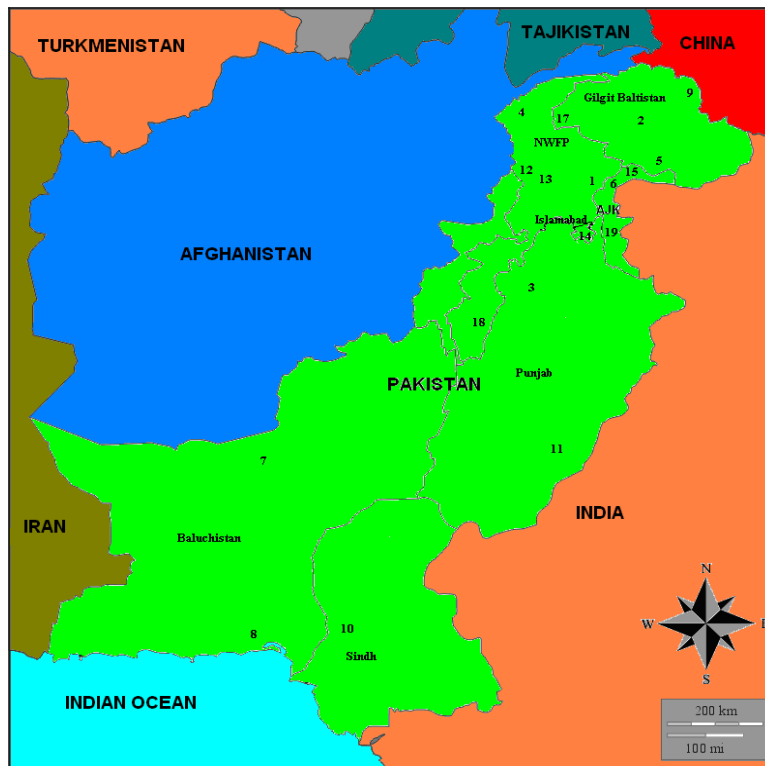 TURKMENISTAN
TAJIKISTAN
CHINA
Gilgit Baltistan
9
4
17
2
NWFP
12
13
1
6
15
5
AJK
Islamabad
14
19
AFGHANISTAN
3
18
Punjab
PAKISTAN
11
7
INDIA
IRAN
Baluchistan
N
W
E
S
8
10
Sindh
INDIAN OCEAN
200 km
100 mi